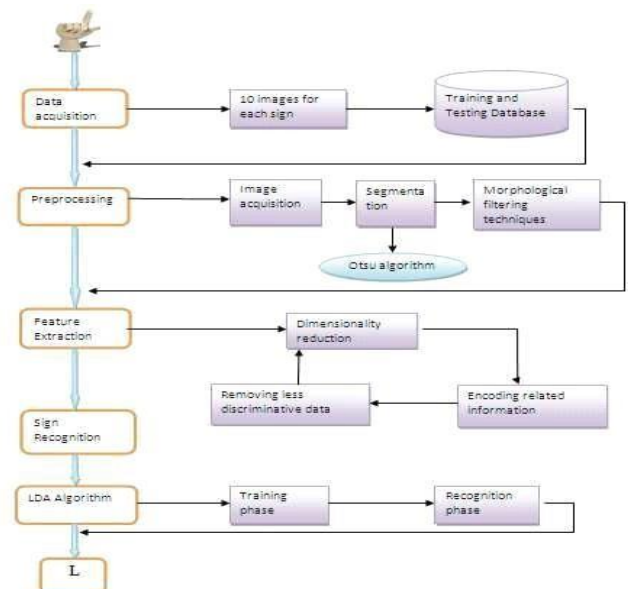 Data
acquisition
10 images for
each sign
Training and
Testing Database
Preprocessing
Image
acquisition
Segmenta
tion
Morphological
filtering
techniques
Otsu algorithm
Feature
Extraction
Dimensionality
reduction
Removing less
discriminative data
Encoding related
information
Sign
Recognition
LDA Algorithm
Training
phase
Recognition
phase
L